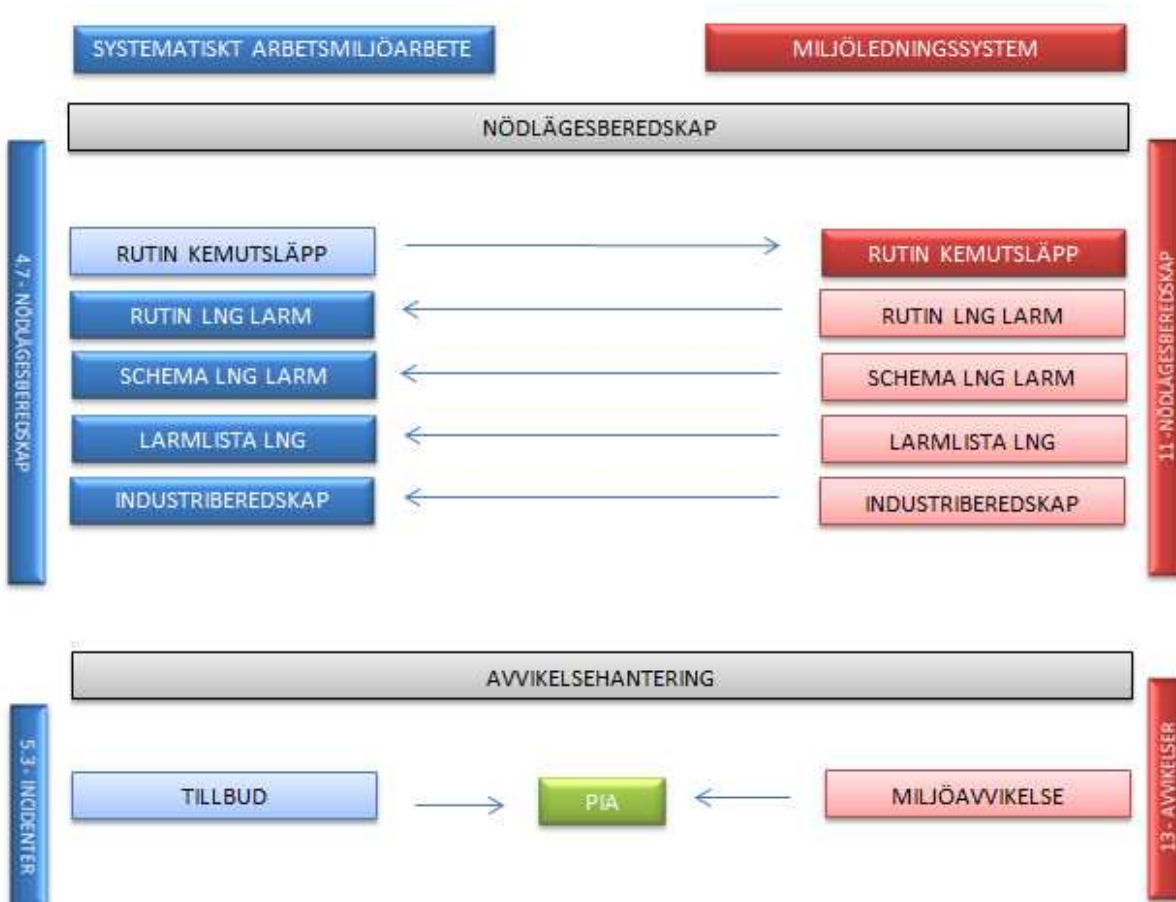 SYSTEMATISKT ARBETSMILJÖARBETE
MILJÖLEDNINGSSYSTEM
NÖDLÄGESBEREDSKAP
4.7 - NÖDLÄGESBEREDSKAP
11 -NÖDLÄGESBEREDSKAP
RUTIN KEMUTSLÄPP
RUTIN KEMUTSLÄPP
RUTIN LNG LARM
RUTIN LNG LARM
SCHEMA LNG LARM
SCHEMA LNG LARM
LARMLISTA LNG
LARMLISTA LNG
INDUSTRIBEREDSKAP
INDUSTRIBEREDSKAP
AVVIKELSEHANTERING
5.3 - INCIDENTER
13 - AVVIKELSER
TILLBUD
PIA
MILJÖAVVIKELSE